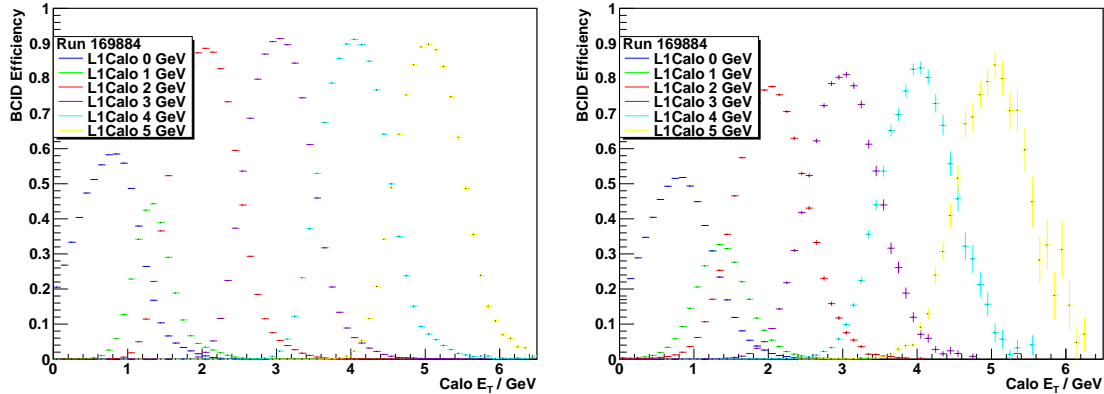 BCID Efficiency
1
0.9
0.8
0.7
0.6
0.5
0.4
0.3
0.2
0.1
0
Run 169884
L1Calo 0 GeV
L1Calo 1 GeV
L1Calo 2 GeV
L1Calo 3 GeV
L1Calo 4 GeV
L1Calo 5 GeV
0 1 2 3 4 5 6
Calo E_T / GeV
BCID Efficiency
1
0.9
0.8
0.7
0.6
0.5
0.4
0.3
0.2
0.1
0
Run 169884
L1Calo 0 GeV
L1Calo 1 GeV
L1Calo 2 GeV
L1Calo 3 GeV
L1Calo 4 GeV
L1Calo 5 GeV
0 1 2 3 4 5 6
Calo E_T / GeV